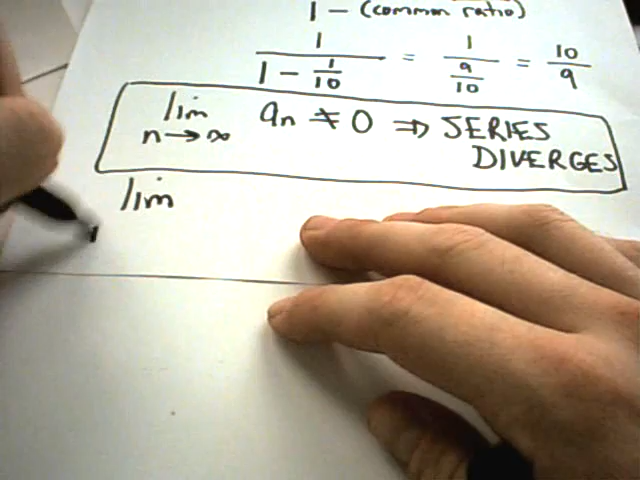 1 - (common ratio)
1 / (1 - 1/10) = 1 / (9/10) = 10/9
lim n→∞ an ≠ 0 ⇒ SERIES
DIVERGES
lim